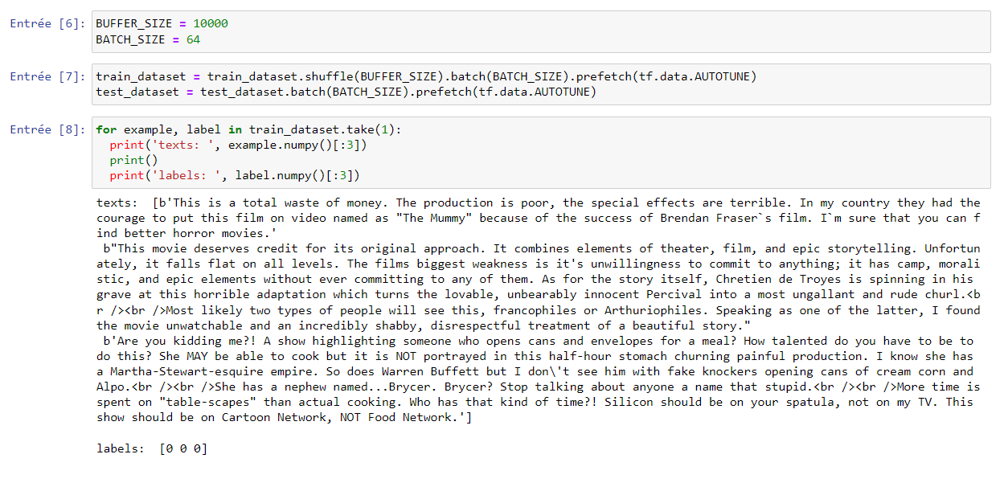 Entrée [6]: BUFFER_SIZE = 10000
BATCH_SIZE = 64
Entrée [7]: train_dataset = train_dataset.shuffle(BUFFER_SIZE).batch(BATCH_SIZE).prefetch(tf.data.AUTOTUNE)
test_dataset = test_dataset.batch(BATCH_SIZE).prefetch(tf.data.AUTOTUNE)
Entrée [8]: for example, label in train_dataset.take(1):
  print('texts: ', example.numpy()[:3])
  print()
  print('labels: ', label.numpy()[:3])
texts:  [b'This is a total waste of money. The production is poor, the special effects are terrible. In my country they had the
courage to put this film on video named as "The Mummy" because of the success of Brendan Fraser`s film. I`m sure that you can f
ind better horror movies.'
 b"This movie deserves credit for its original approach. It combines elements of theater, film, and epic storytelling. Unfortun
ately, it falls flat on all levels. The films biggest weakness is it's unwillingness to commit to anything; it has camp, morali
stic, and epic elements without ever committing to any of them. As for the story itself, Chretien de Troyes is spinning in his
grave at this horrible adaptation which turns the lovable, unbearably innocent Percival into a most ungallant and rude churl.<b
r /><br />Most likely two types of people will see this, francophiles or Arthuriophiles. Speaking as one of the latter, I found
the movie unwatchable and an incredibly shabby, disrespectful treatment of a beautiful story."
 b'Are you kidding me?! A show highlighting someone who opens cans and envelopes for a meal? How talented do you have to be to
do this? She MAY be able to cook but it is NOT portrayed in this half-hour stomach churning painful production. I know she has
a Martha-Stewart-esquire empire. So does Warren Buffett but I don\'t see him with fake knockers opening cans of cream corn and
Alpo.<br /><br />She has a nephew named...Brycer. Brycer? Stop talking about anyone a name that stupid.<br /><br />More time is
spent on "table-scapes" than actual cooking. Who has that kind of time?! Silicon should be on your spatula, not on my TV. This
show should be on Cartoon Network, NOT Food Network.']
labels:  [0 0 0]